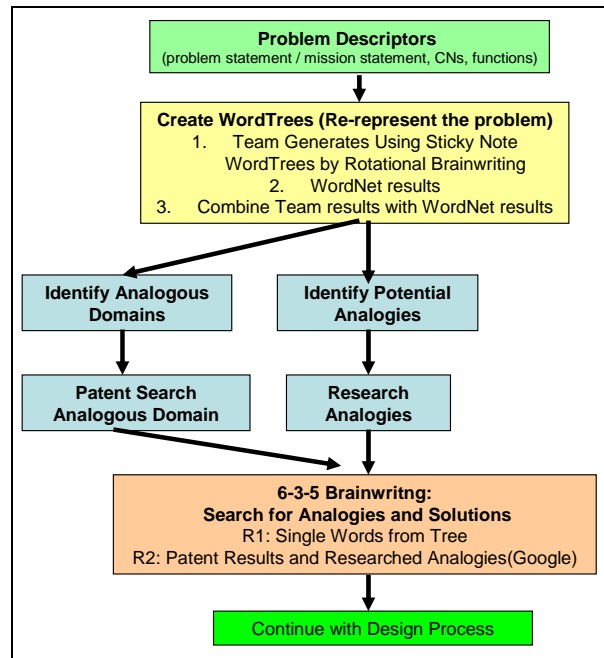 Problem Descriptors
(problem statement / mission statement, CNs, functions)
Create WordTrees (Re-represent the problem)
1. Team Generates Using Sticky Note
WordTrees by Rotational Brainwriting
2. WordNet results
3. Combine Team results with WordNet results
Identify Analogous
Domains
Identify Potential
Analogies
Patent Search
Analogous Domain
Research
Analogies
6-3-5 Brainwritng:
Search for Analogies and Solutions
R1: Single Words from Tree
R2: Patent Results and Researched Analogies(Google)
Continue with Design Process